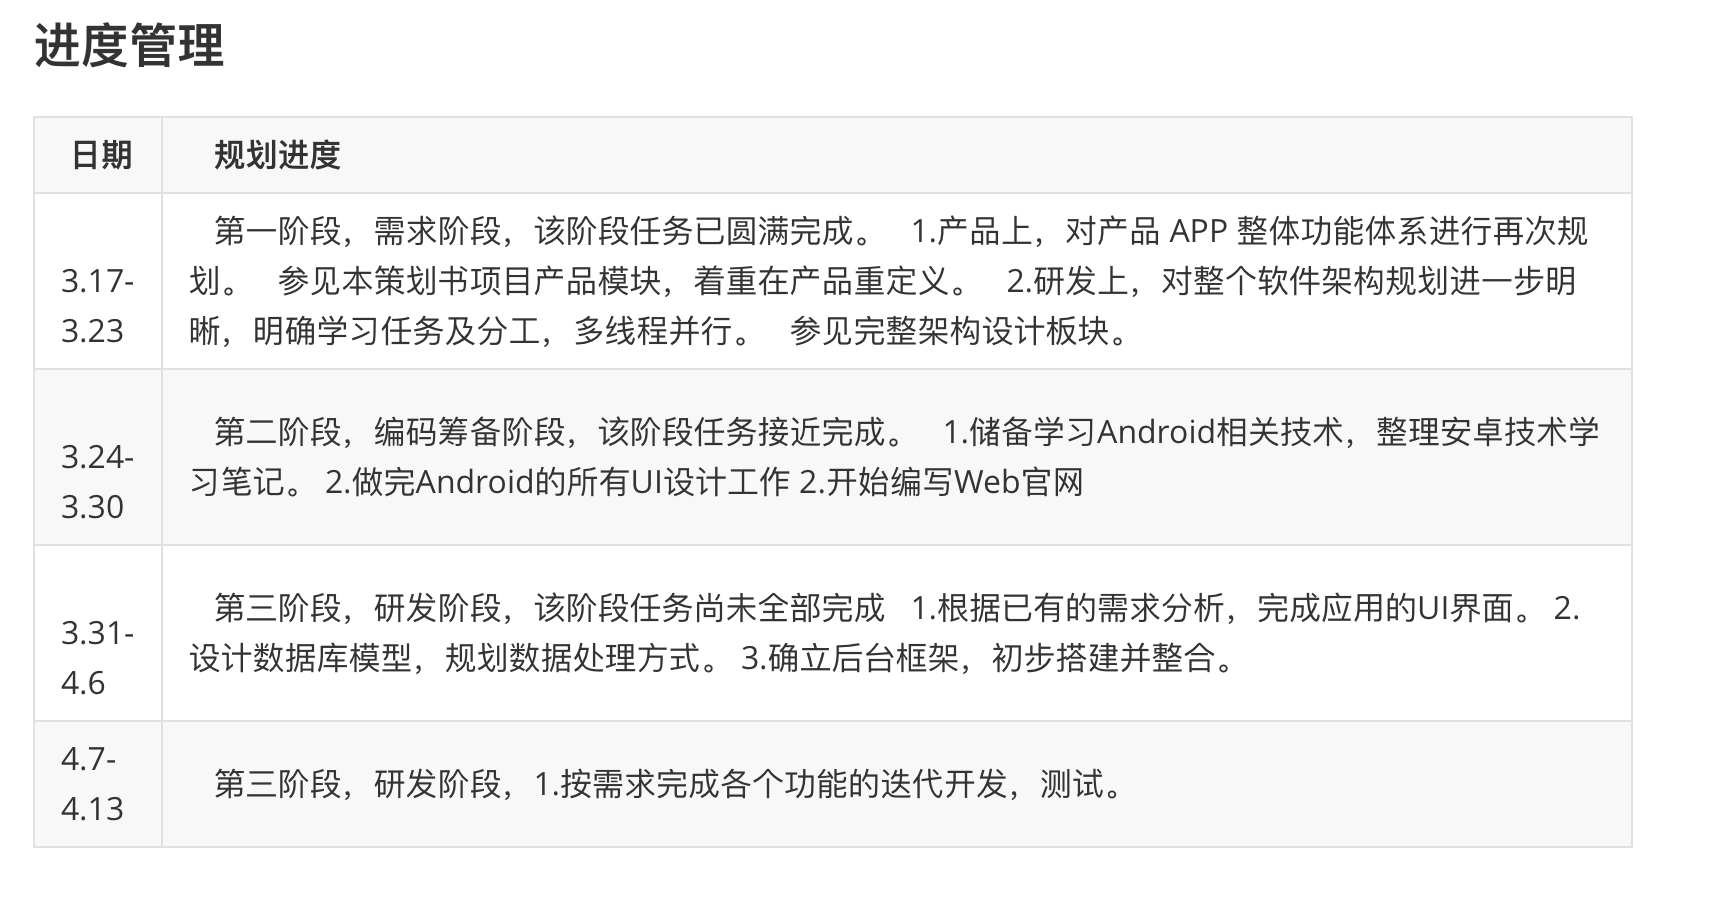 进度管理
日期
规划进度
3.17-
3.23
第一阶段，需求阶段，该阶段任务已圆满完成。 1.产品上，对产品 APP 整体功能体系进行再次规
划。 参见本策划书项目产品模块，着重在产品重定义。 2.研发上，对整个软件架构规划进一步明
晰，明确学习任务及分工，多线程并行。 参见完整架构设计板块。
3.24-
3.30
第二阶段，编码筹备阶段，该阶段任务接近完成。 1.储备学习Android相关技术，整理安卓技术学
习笔记。 2.做完Android的所有UI设计工作 2.开始编写Web官网
3.31-
4.6
第三阶段，研发阶段，该阶段任务尚未全部完成 1.根据已有的需求分析，完成应用的UI界面。 2.
设计数据库模型，规划数据处理方式。 3.确立后台框架，初步搭建并整合。
4.7-
4.13
第三阶段，研发阶段，1.按需求完成各个功能的迭代开发，测试。